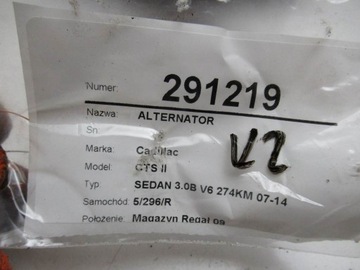 Numer: 291219
Nazwa: ALTERNATOR
Sn:
Marka: Cadillac
Model: CTS II
Typ: SEDAN 3.0B V6 274KM 07-14
Samochód: 5/296/R
Położenie: Magazyn Regał
V2